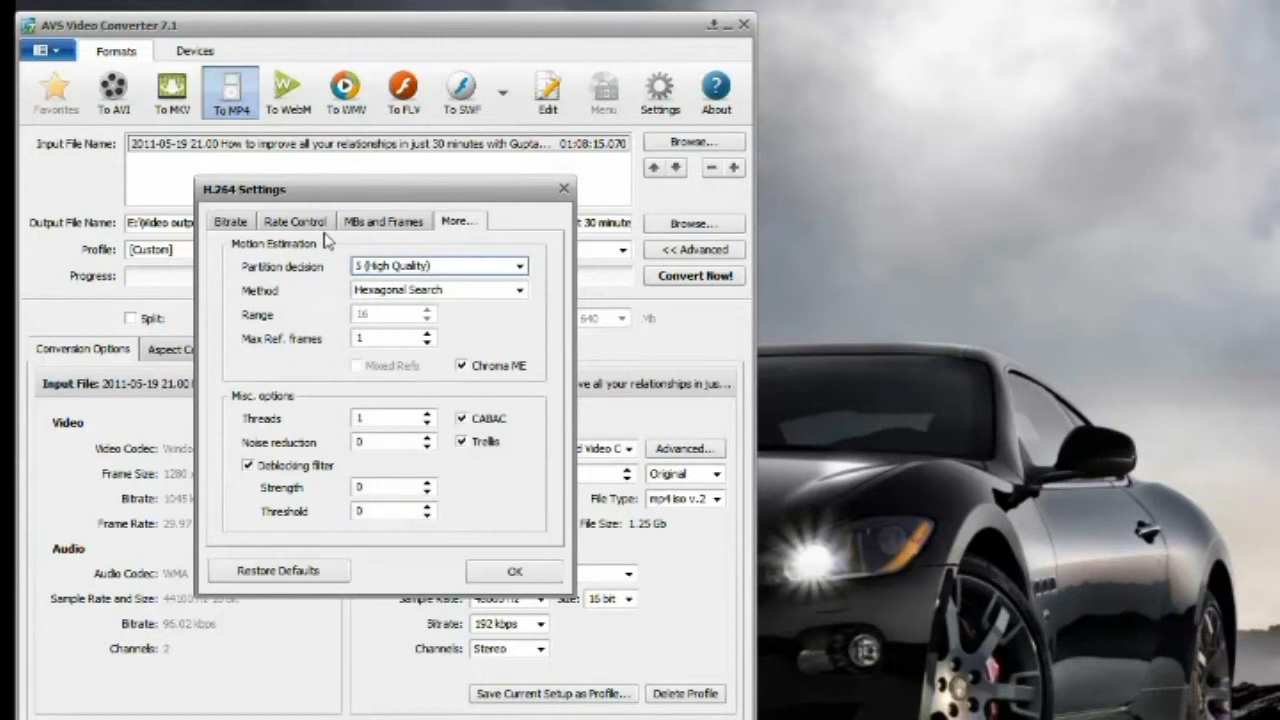 AVS Video Converter 7.1
Formats Devices
Favorites To AVI To MKV To MP4 To WebM To WMV To FLV To SWF Edit Menu Settings About
Input File Name: 2011-05-19 21.00 How to improve all your relationships in just 30 minutes with Gupta... 01:08:15.070 Browse...
H.264 Settings
Output File Name: E:\Video outp t 30 minute Browse...
Bitrate Rate Control MBs and Frames More...
Profile: [Custom] << Advanced
Motion Estimation
Partition decision 5 (High Quality)
Progress: Convert Now!
Method Hexagonal Search
Range 16
Split: 640 Mb
Max Ref. frames 1
Conversion Options Aspect Co
Mixed Refs Chroma ME
Input File: 2011-05-19 21.00 ve all your relationships in jus...
Misc. options
Video
Threads 1 CABAC
Noise reduction 0 Trellis
Video Codec: Windo d Video C Advanced...
Deblocking filter
Frame Size: 1280 x Original
Strength 0
Bitrate: 1045 k File Type: mp4 iso v.2
Threshold 0
Frame Rate: 29.97 File Size: 1.25 Gb
Audio
Restore Defaults OK
Audio Codec: WMA
Sample Rate and Size: Sample Rate: Size: 16 bit
Bitrate: 96.02 kbps Bitrate: 192 kbps
Channels: 2 Channels: Stereo
Save Current Setup as Profile... Delete Profile